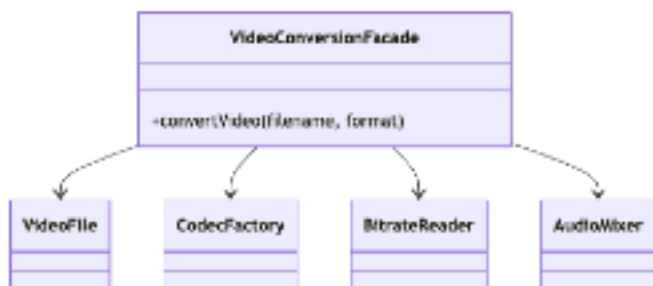 VideoConversionFacade
+convertVideo(filename, format)
VideoFile
CodecFactory
BitrateReader
AudioMixer